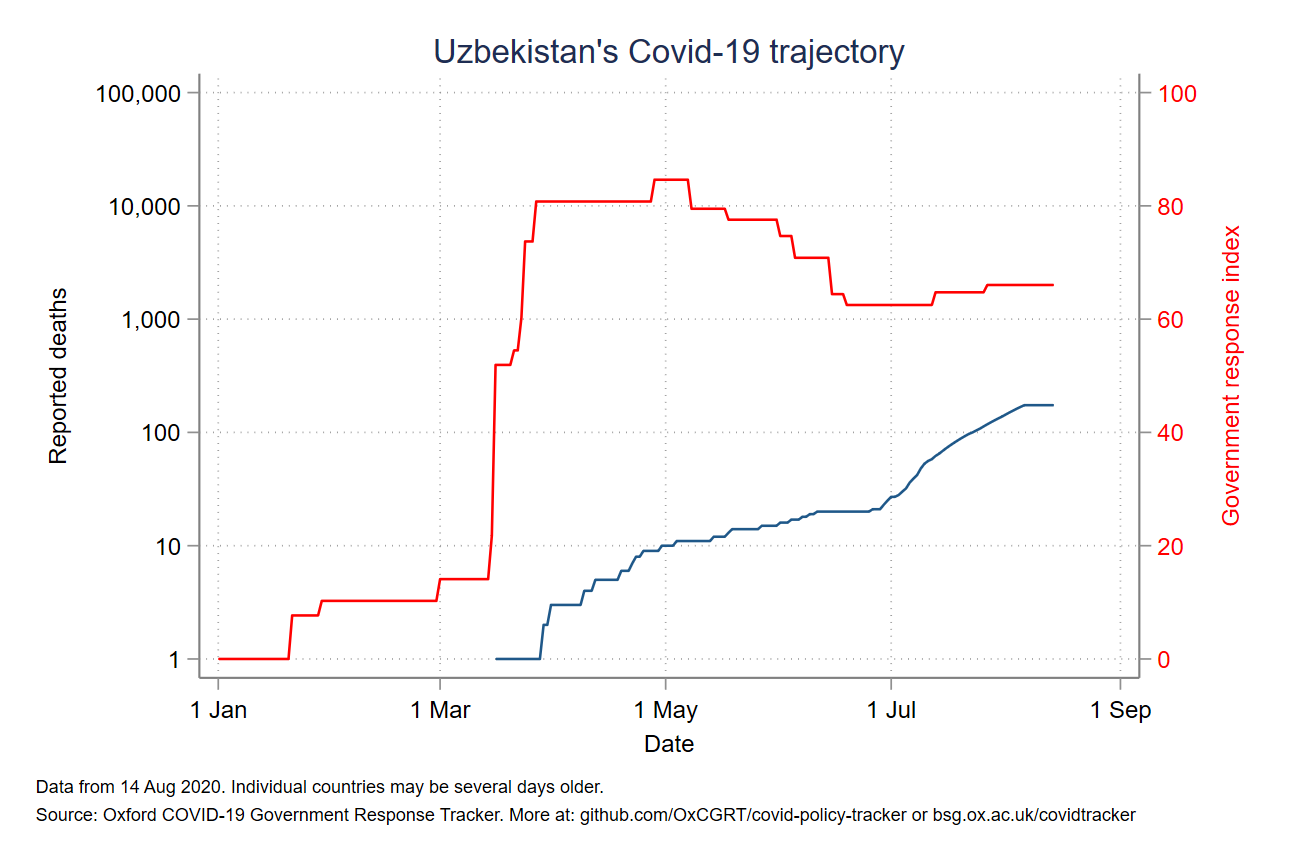 Uzbekistan's Covid-19 trajectory
100,000
10,000
1,000
100
10
1
Reported deaths
100
80
60
40
20
0
Government response index
1 Jan
1 Mar
1 May
1 Jul
1 Sep
Date
Data from 14 Aug 2020. Individual countries may be several days older.
Source: Oxford COVID-19 Government Response Tracker. More at: github.com/OxCGRT/covid-policy-tracker or bsg.ox.ac.uk/covidtracker